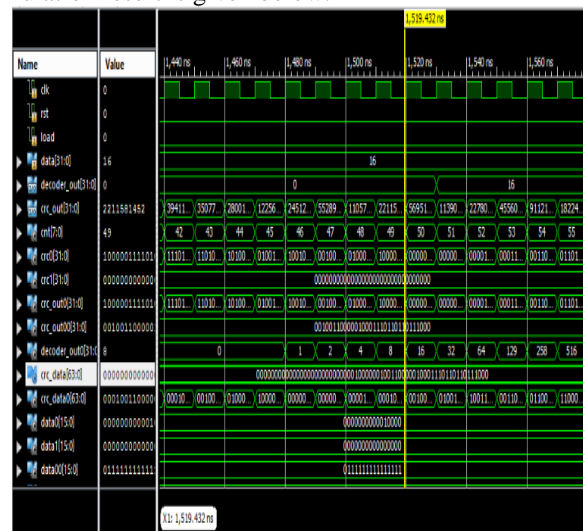 1,519.432 ns
Name Value 1,440 ns 1,460 ns 1,480 ns 1,500 ns 1,520 ns 1,540 ns 1,560 ns
clk 0
rst 0
load 0
data[31:0] 16 16
decoder_out[31:0] 0 0 16
crc_out[31:0] 2211581452 39411... 35077... 28001... 12256... 24512... 55289... 11057... 22115... 56951... 11390... 22780... 45560... 91121... 18224...
cnt[7:0] 49 42 43 44 45 46 47 48 49 50 51 52 53 54 55
crc0[31:0] 100000111101 11101... 11010... 10100... 01001... 10010... 00100... 01000... 10000... 00000... 00000... 00001... 00011... 00110... 01101...
crc1[31:0] 000000000000 00000000000000000000000000000000
crc_out0[31:0] 100000111101 11101... 11010... 10100... 01001... 10010... 00100... 01000... 10000... 00000... 00000... 00001... 00011... 00110... 01101...
crc_out00[31:0] 001001100000
decoder_out0[31:0 8 0 1 2 4 8 16 32 64 129 258 516
crc_data[63:0] 000000000000
crc_data0[63:0] 000100110000 00010... 00100... 01000... 10000... 00000... 00000... 00001... 00010... 00100... 01001... 10011... 00110... 01100... 11000...
data0[15:0] 000000000001 0000000000010000
data1[15:0] 000000000000 0000000000000000
data00[15:0] 011111111111 0111111111111111
X1: 1,519.432 ns